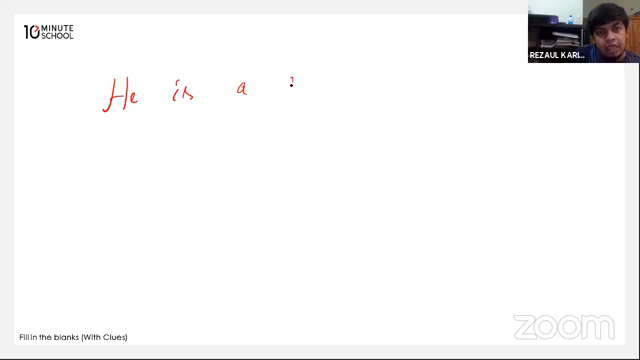 10 MINUTE SCHOOL
REZAUL KARI...
He is a
Fill in the blanks (With Clues)
zoom